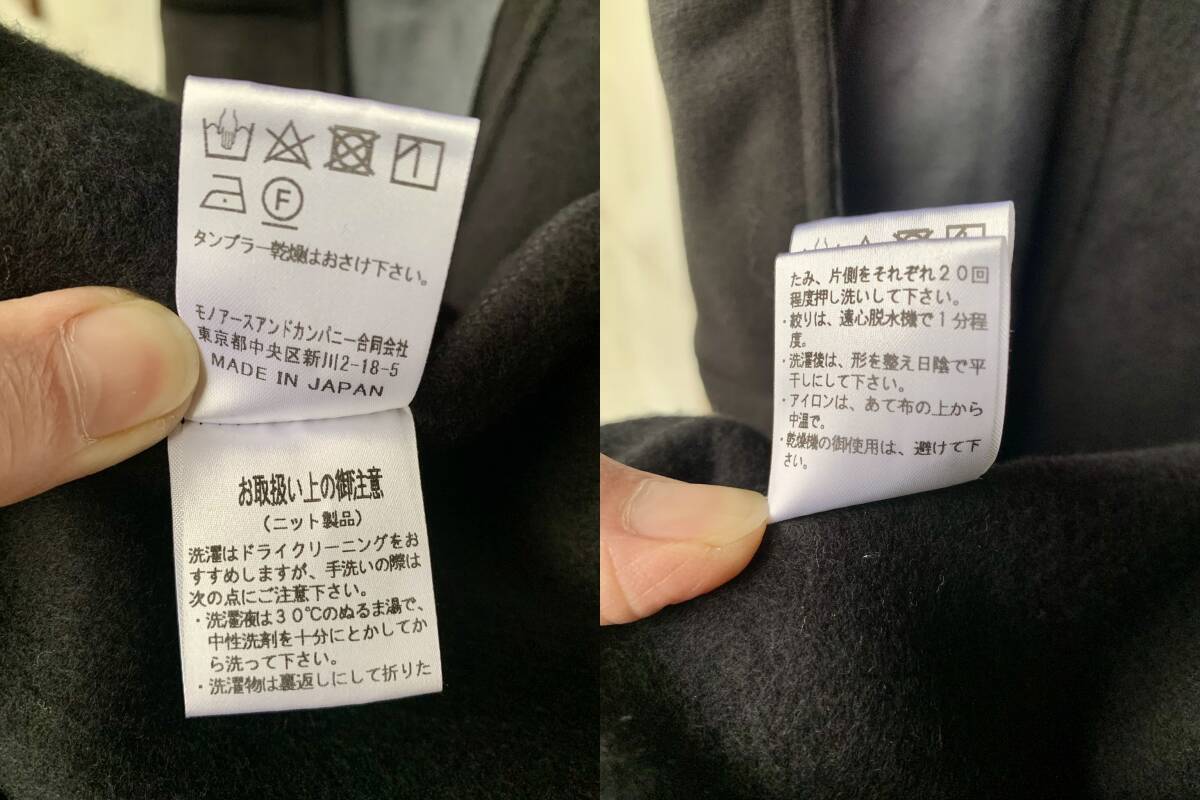 F
タンブラー乾燥はおさけ下さい。
モノアースアンドカンパニー合同会社
東京都中央区新川2-18-5
MADE IN JAPAN
お取扱い上の御注意
(ニット製品)
洗濯はドライクリーニングをお
すすめしますが、手洗いの際は
次の点にご注意下さい。
・洗濯液は30℃のぬるま湯で、
中性洗剤を十分にとかしてか
ら洗って下さい。
・洗濯物は裏返しにして折りた
たみ、片側をそれぞれ20回
程度押し洗いして下さい。
・絞りは、遠心脱水機で1分程
度。
・洗濯後は、形を整え日陰で平
干しにして下さい。
・アイロンは、あて布の上から
中温で。
・乾燥機の御使用は、避けて下
さい。